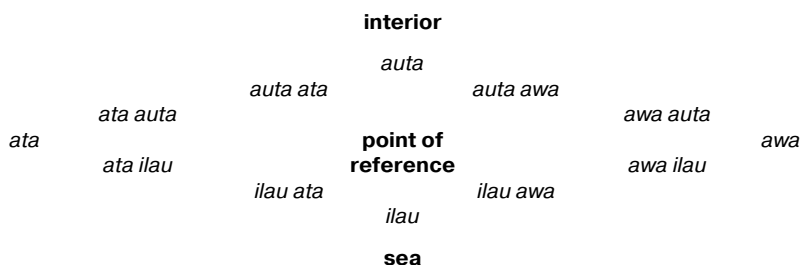 interior
auta
auta ata auta awa
ata auta awa auta
ata point of awa
ata ilau reference awa ilau
ilau ata ilau awa
ilau
sea